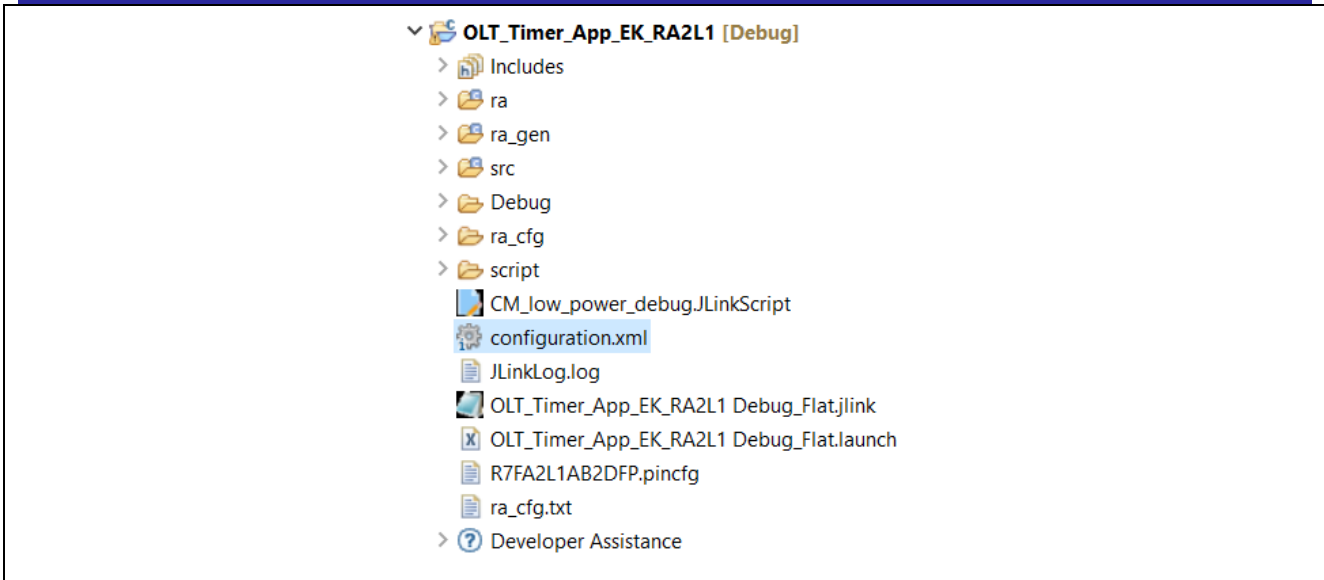 OLT_Timer_App_EK_RA2L1 [Debug]
Includes
ra
ra_gen
src
Debug
ra_cfg
script
CM_low_power_debug.JLinkScript
configuration.xml
JLinkLog.log
OLT_Timer_App_EK_RA2L1 Debug_Flat.jlink
OLT_Timer_App_EK_RA2L1 Debug_Flat.launch
R7FA2L1AB2DFP.pincfg
ra_cfg.txt
Developer Assistance